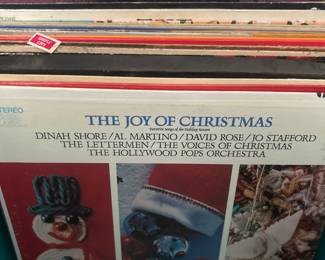 STEREO
THE JOY OF CHRISTMAS
Favorite Songs of the Holiday Season
DINAH SHORE/AL MARTINO/DAVID ROSE/JO STAFFORD
THE LETTERMEN/THE VOICES OF CHRISTMAS
THE HOLLYWOOD POPS ORCHESTRA